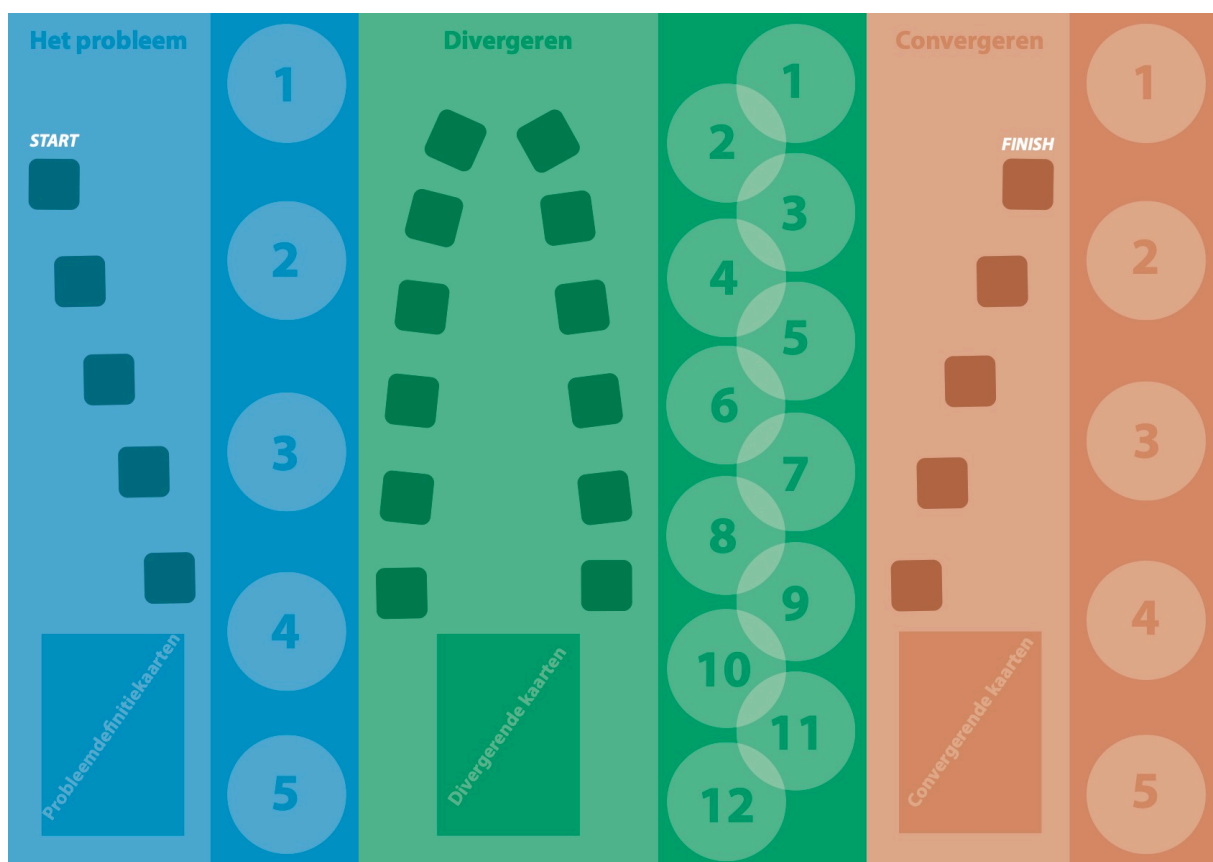 Het probleem
START
Probleemdefinitiekaarten
1
2
3
4
5
Divergeren
Divergerende kaarten
1
2
3
4
5
6
7
8
9
10
11
12
Convergeren
FINISH
Convergerende kaarten
1
2
3
4
5